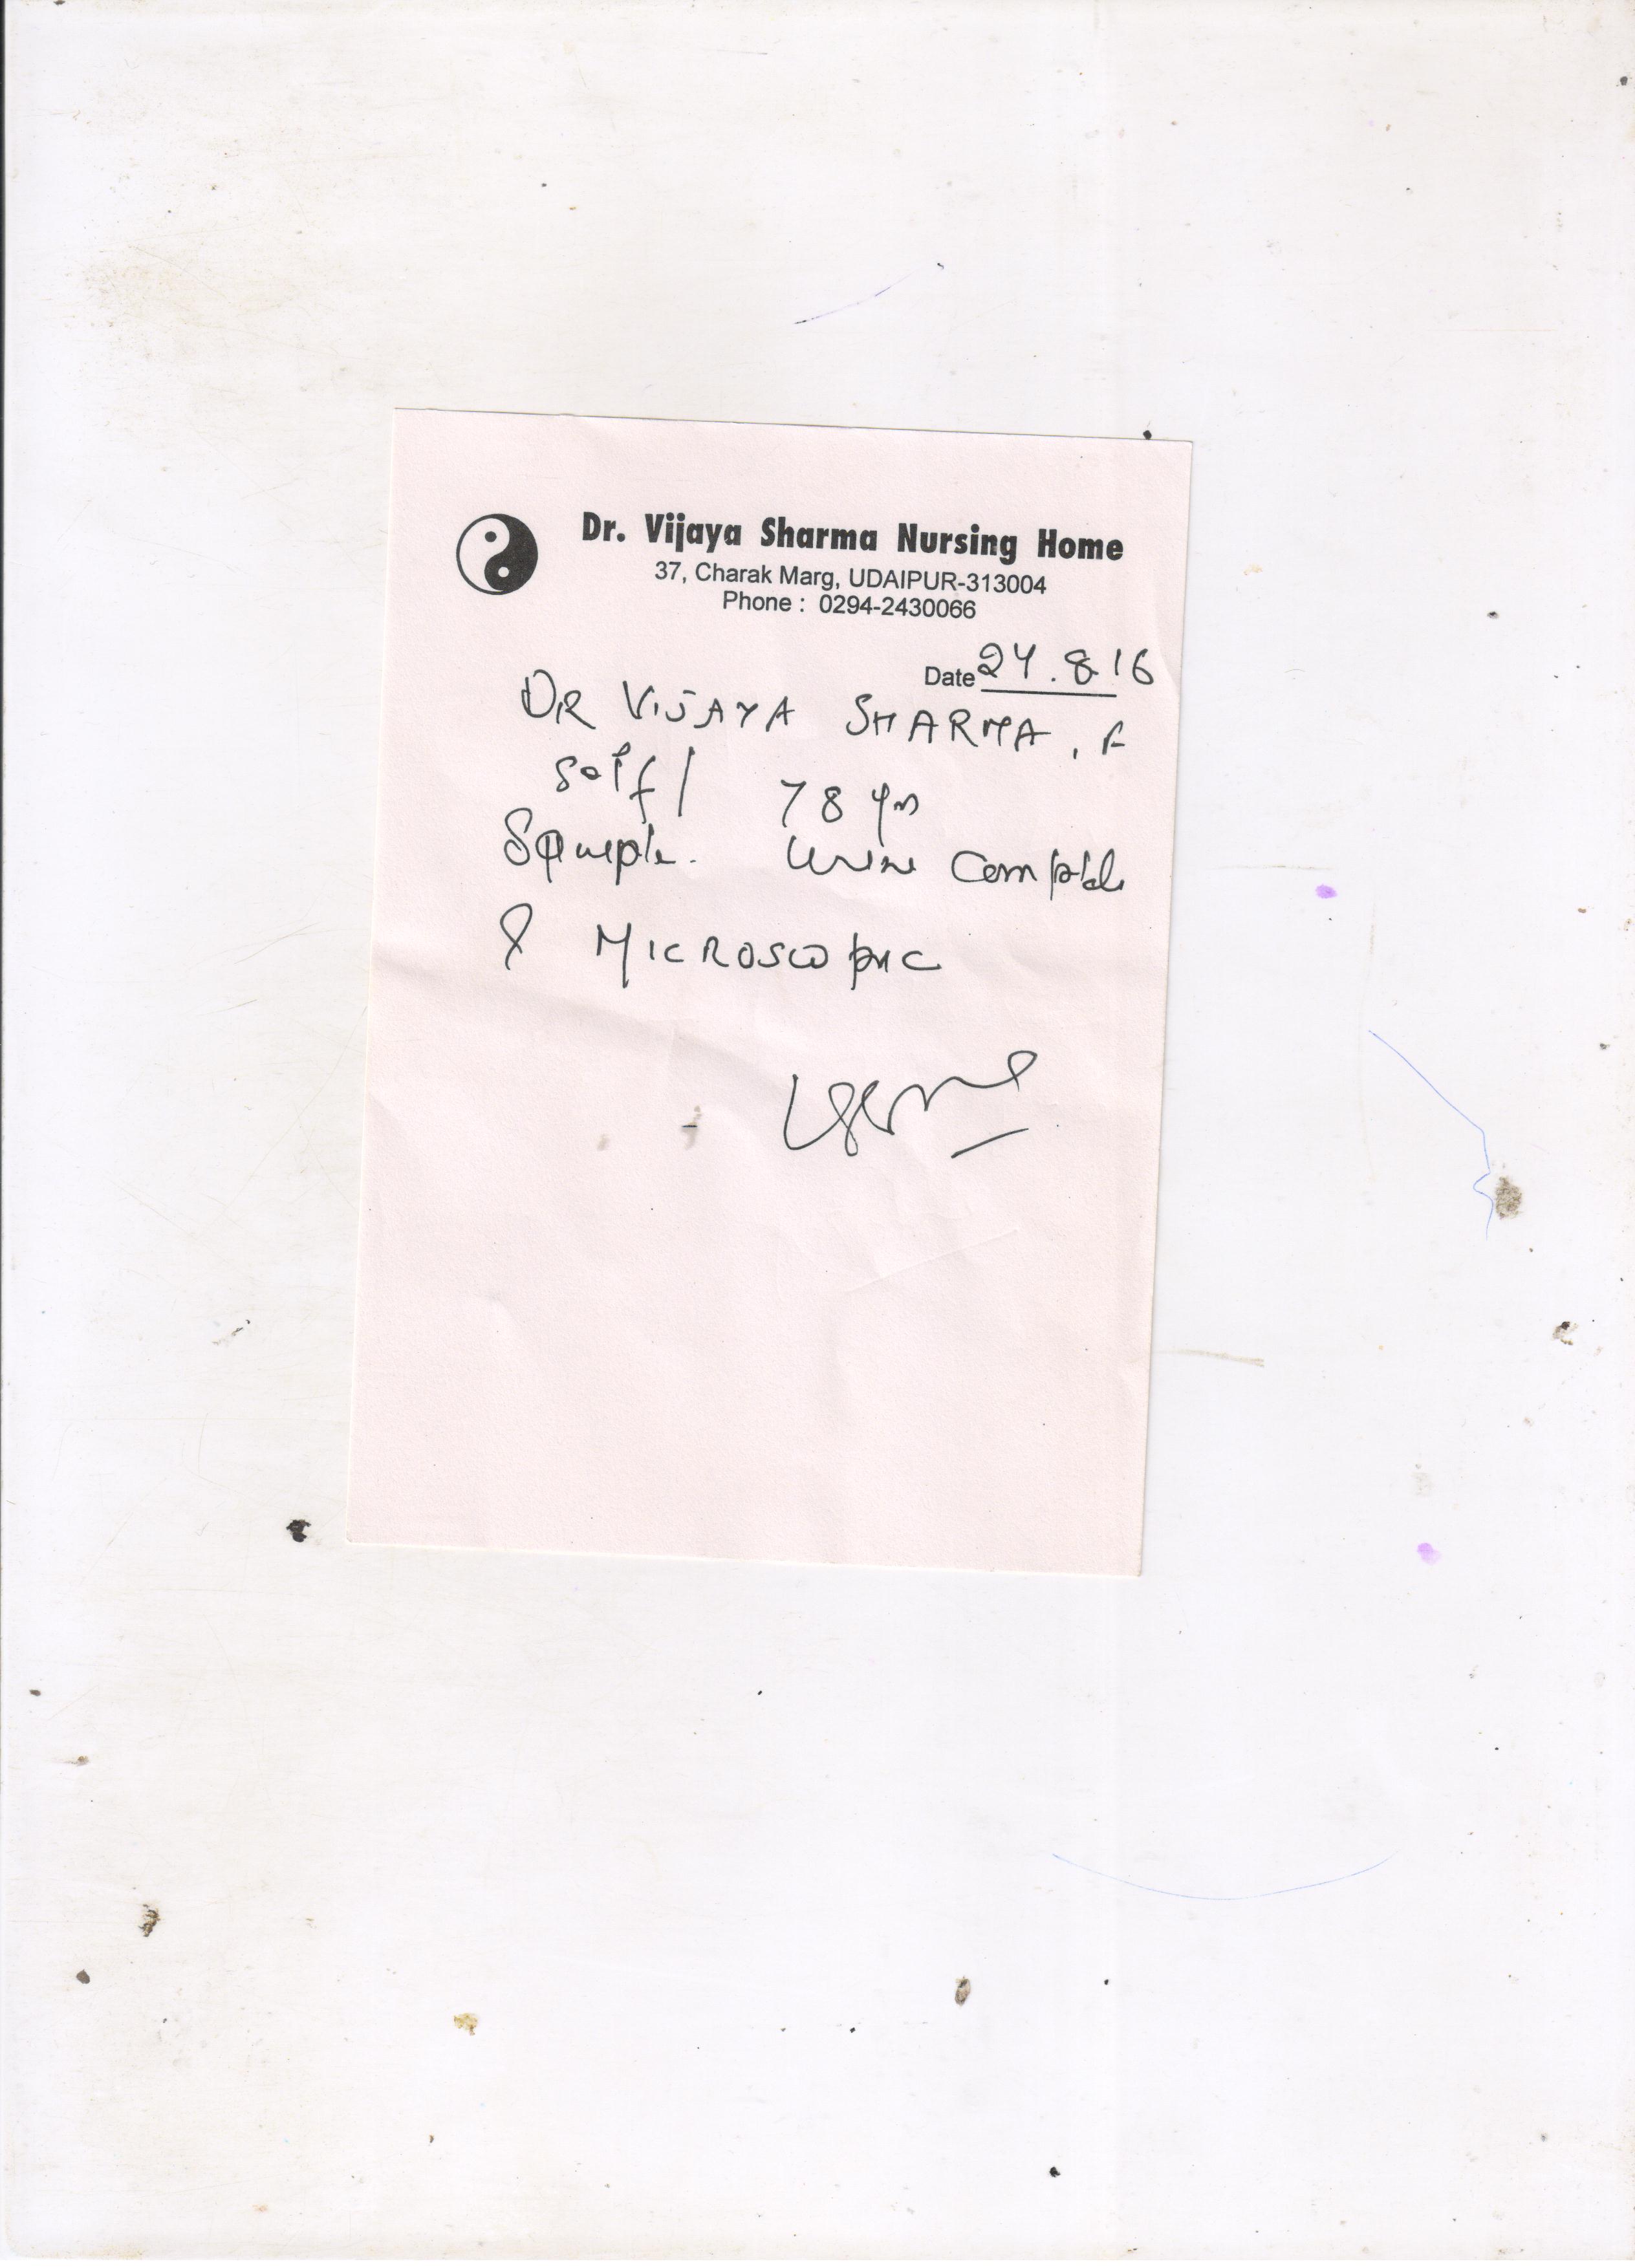 Dr. Vijaya Sharma Nursing Home
37, Charak Marg, UDAIPUR-313004
Phone : 0294-2430066
Date 24.8.16
DR VIJAYA SHARMA, F
self / 78 yrs
Sample. Urine Complete
& MICROSCOPIC